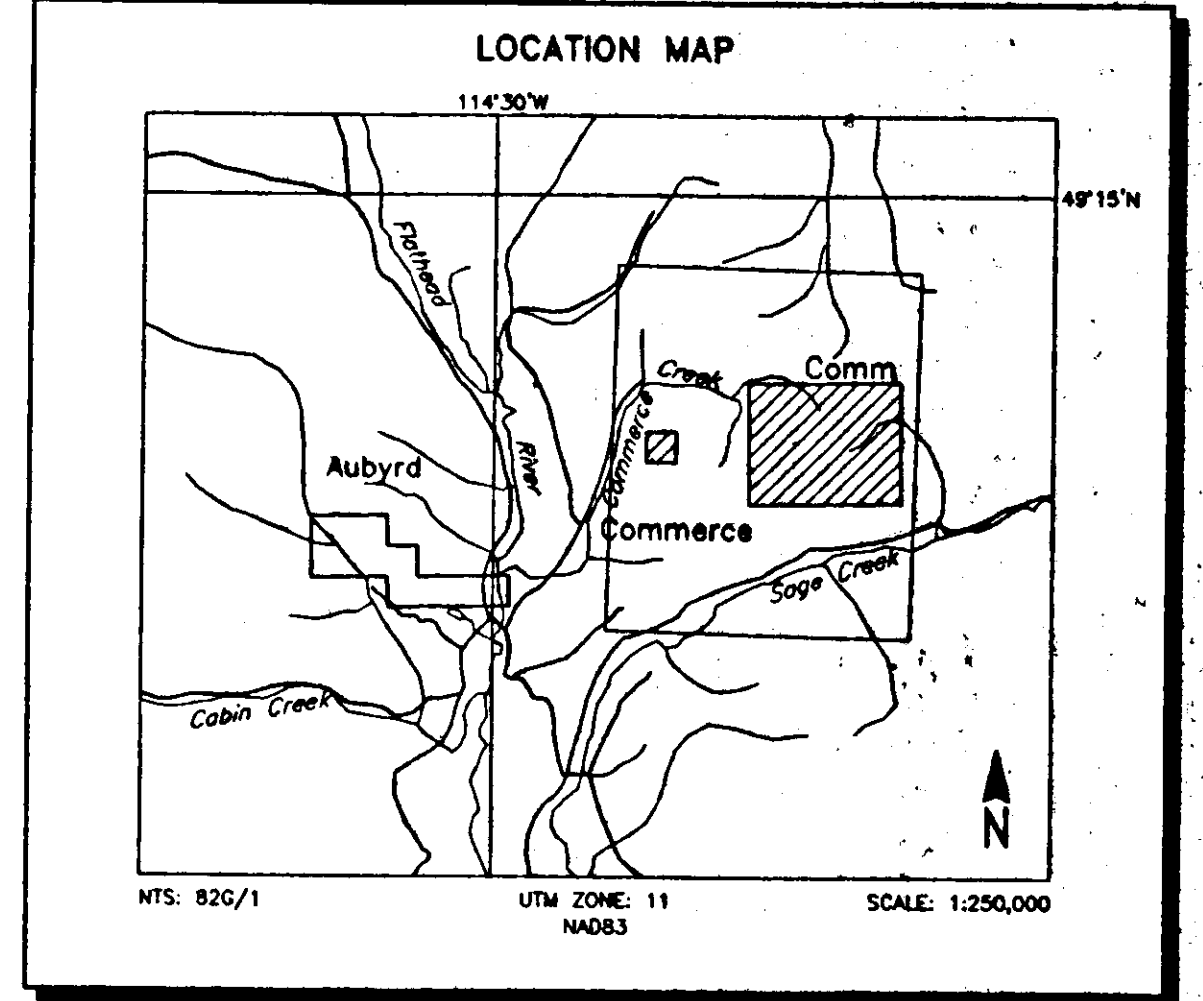 LOCATION MAP
114°30'W
49°15'N
Flathead
River
Creek
Commerce
Comm
Aubyrd
Commerce
Sage Creek
Cabin Creek
N
NTS: 82G/1
UTM ZONE: 11
SCALE: 1:250,000
NAD83